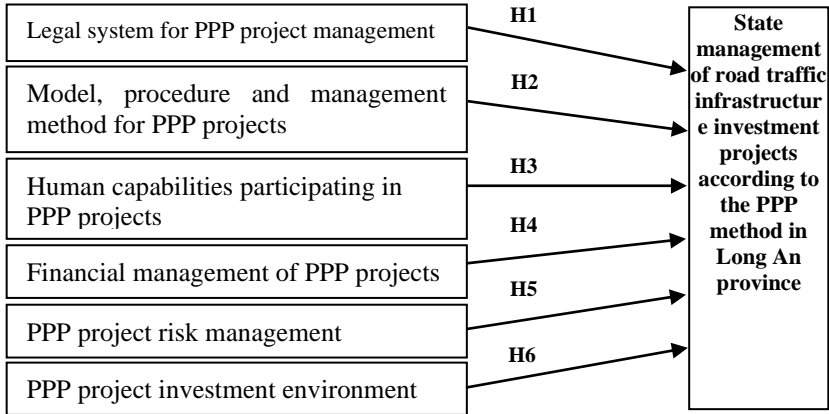 Legal system for PPP project management
Model, procedure and management
method for PPP projects
Human capabilities participating in
PPP projects
Financial management of PPP projects
PPP project risk management
PPP project investment environment
H1
H2
H3
H4
H5
H6
State
management
of road traffic
infrastructur
e investment
projects
according to
the PPP
method in
Long An
province